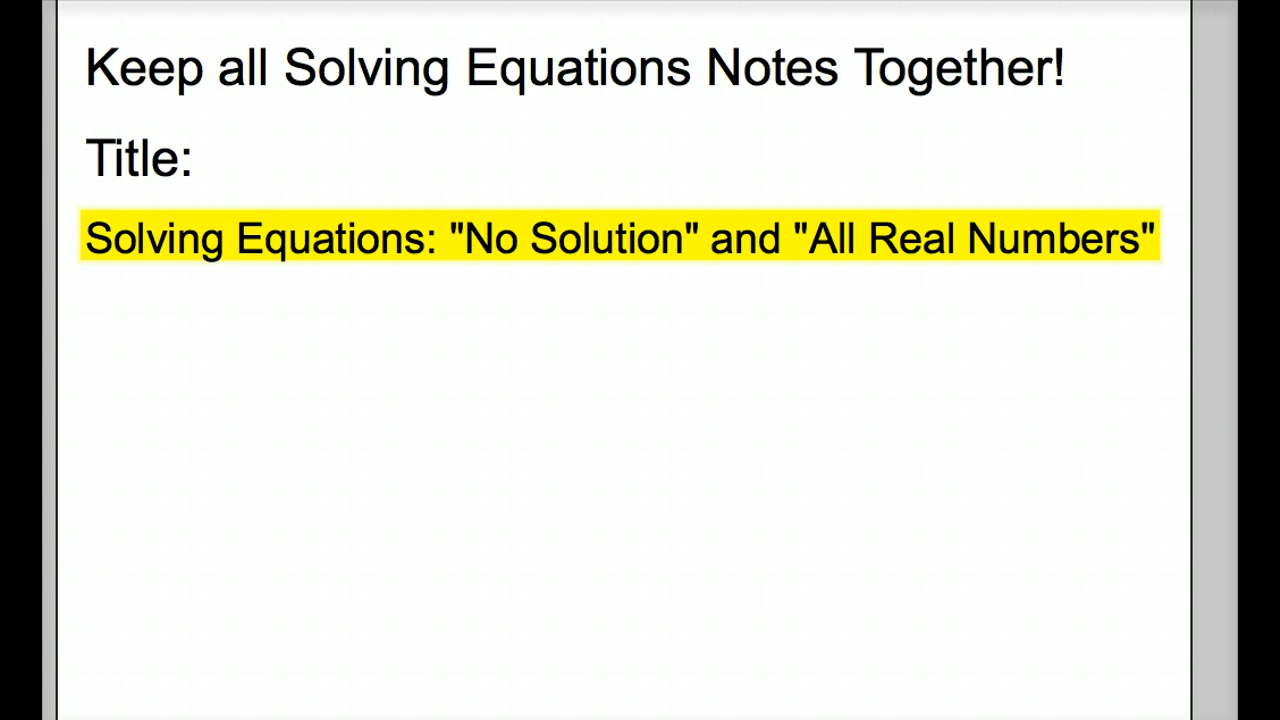 Keep all Solving Equations Notes Together!
Title:
Solving Equations: "No Solution" and "All Real Numbers"